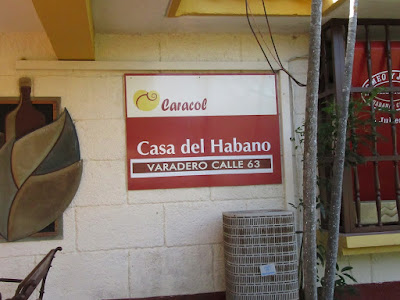 Caracol
Casa del Habano
VARADERO CALLE 63